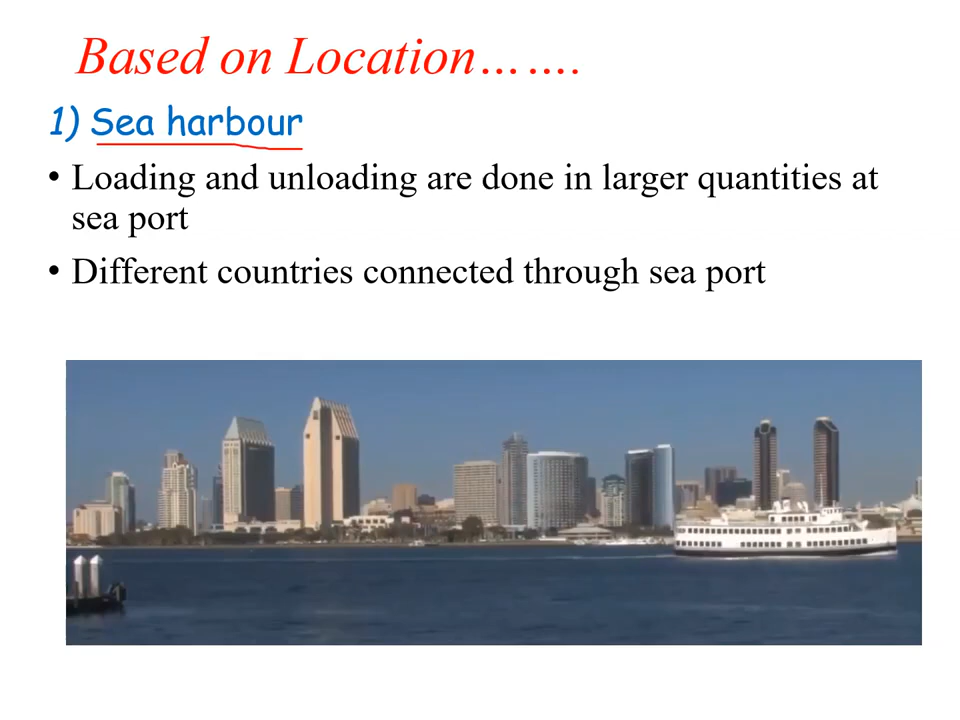 Based on Location…….
1) Sea harbour
• Loading and unloading are done in larger quantities at
sea port
• Different countries connected through sea port